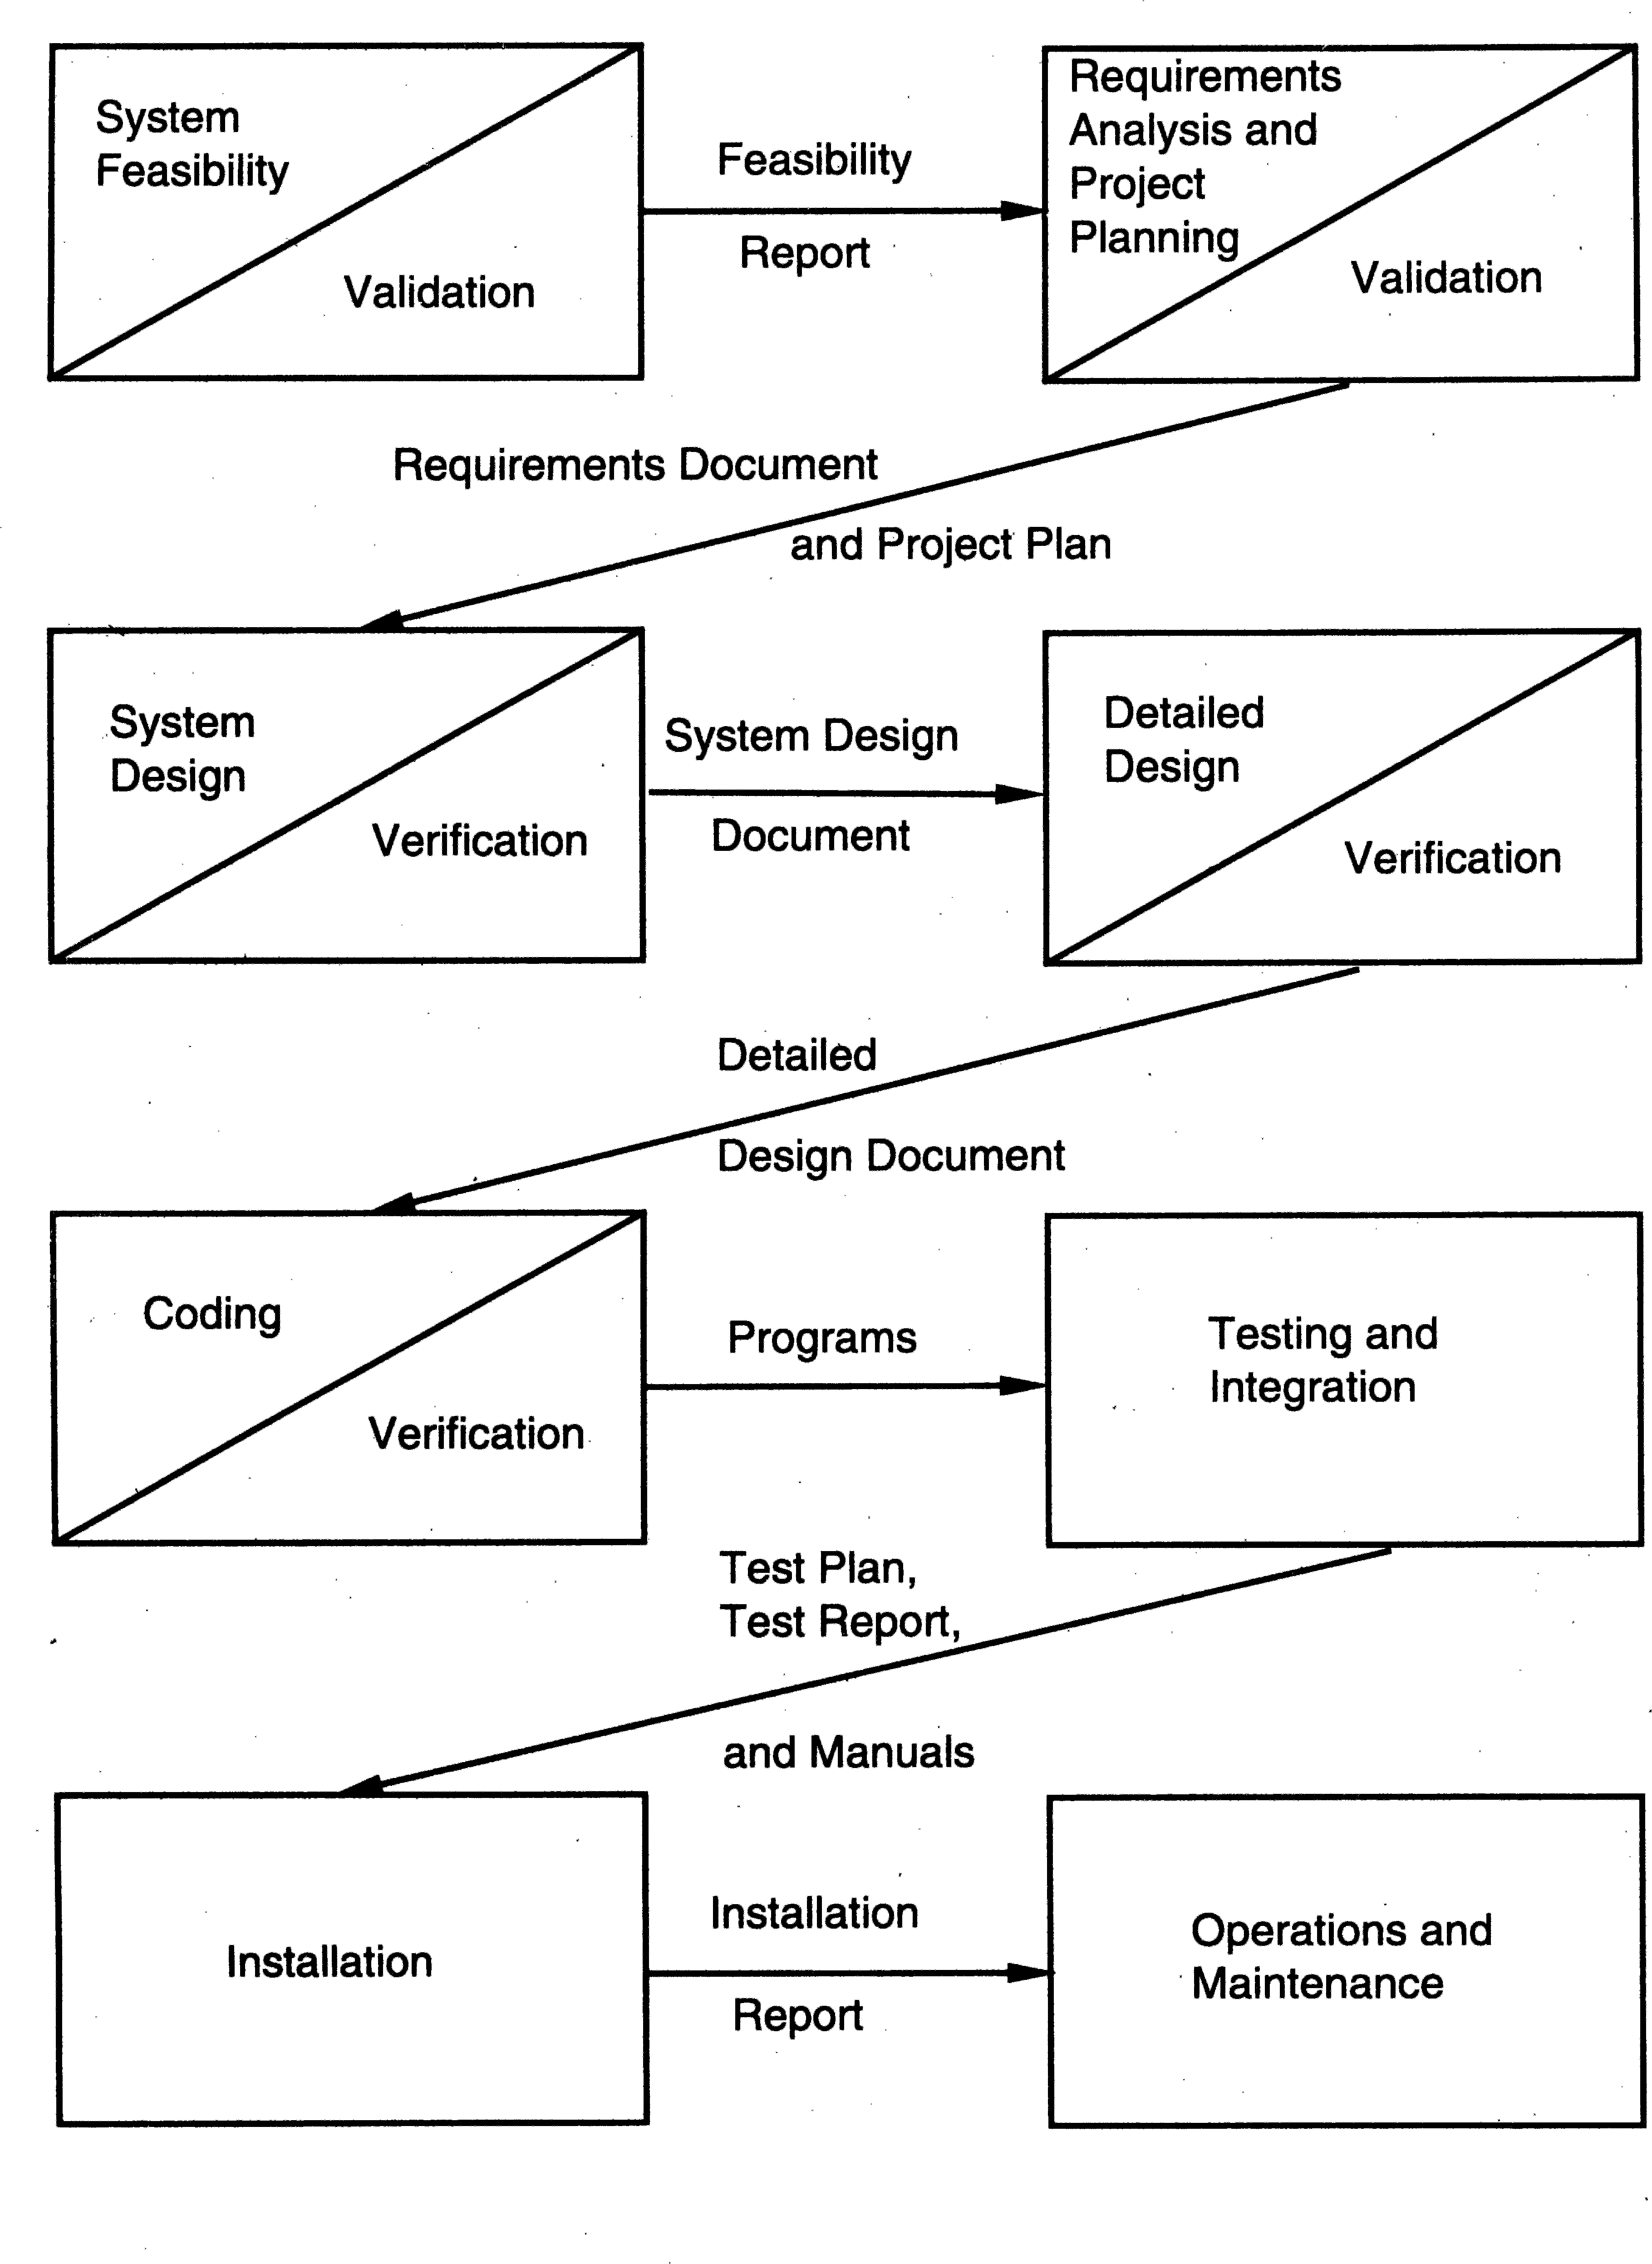 System
Feasibility
Validation
Feasibility
Report
Requirements
Analysis and
Project
Planning
Validation
Requirements Document
and Project Plan
System
Design
Verification
System Design
Document
Detailed
Design
Verification
Detailed
Design Document
Coding
Verification
Programs
Testing and
Integration
Test Plan,
Test Report,
and Manuals
Installation
Installation
Report
Operations and
Maintenance